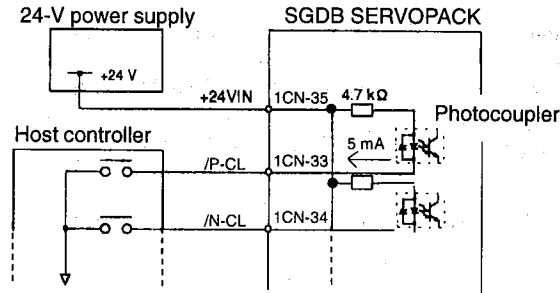 24-V power supply
SGDB SERVOPACK
+24 V
+24VIN
1CN-35
4.7 kΩ
Photocoupler
Host controller
5 mA
/P-CL
1CN-33
/N-CL
1CN-34